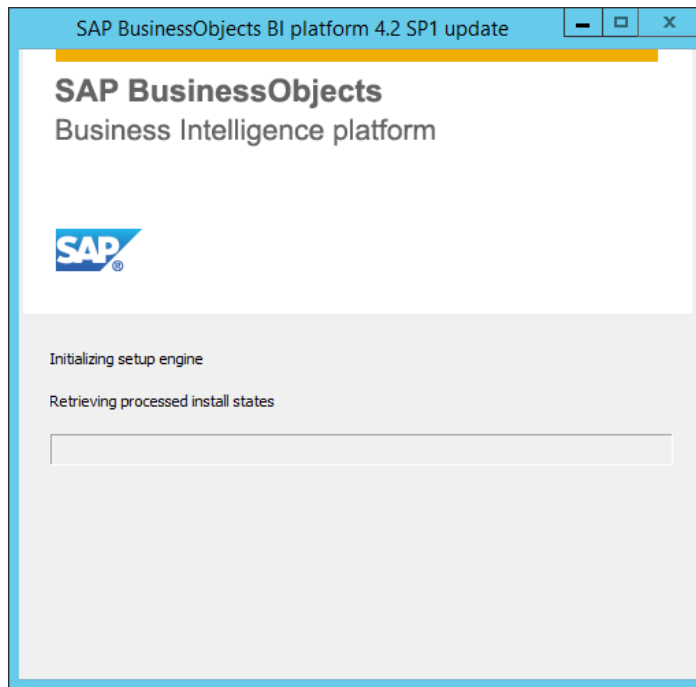 SAP BusinessObjects BI platform 4.2 SP1 update
SAP BusinessObjects
Business Intelligence platform
SAP®
Initializing setup engine
Retrieving processed install states